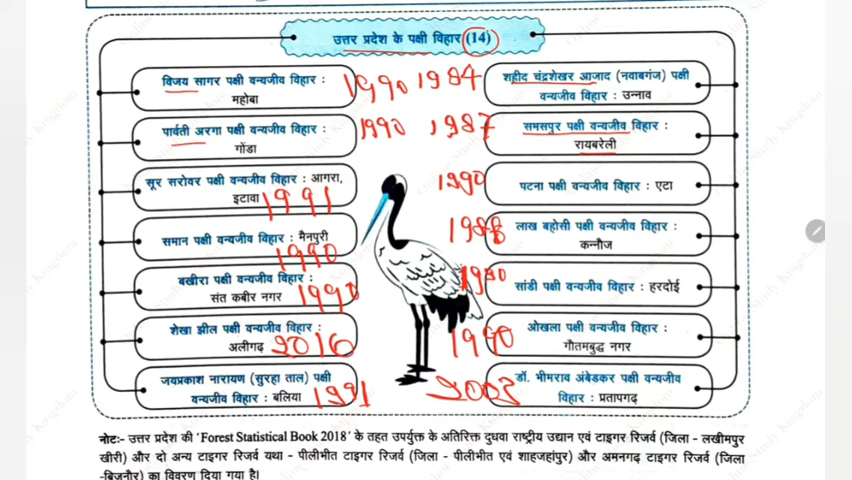 उत्तर प्रदेश के पक्षी विहार (14)
विजय सागर पक्षी वन्यजीव विहार :
महोबा
1990
1984
शहीद चंद्रशेखर आजाद (नवाबगंज) पक्षी
वन्यजीव विहार : उन्नाव
पार्वती अरगा पक्षी वन्यजीव विहार :
गोंडा
1990
1987
समसपुर पक्षी वन्यजीव विहार :
रायबरेली
सूर सरोवर पक्षी वन्यजीव विहार : आगरा,
इटावा
1991
1990
पटना पक्षी वन्यजीव विहार : एटा
समान पक्षी वन्यजीव विहार : मैनपुरी
1990
1988
लाख बहोसी पक्षी वन्यजीव विहार :
कन्नौज
बखीरा पक्षी वन्यजीव विहार :
संत कबीर नगर
1990
1990
सांडी पक्षी वन्यजीव विहार : हरदोई
शेखा झील पक्षी वन्यजीव विहार :
अलीगढ़
2016
1990
ओखला पक्षी वन्यजीव विहार :
गौतमबुद्ध नगर
जयप्रकाश नारायण (सुरहा ताल) पक्षी
वन्यजीव विहार : बलिया
1991
2003
डॉ. भीमराव अंबेडकर पक्षी वन्यजीव
विहार : प्रतापगढ़
नोटः- उत्तर प्रदेश की 'Forest Statistical Book 2018' के तहत उपर्युक्त के अतिरिक्त दुधवा राष्ट्रीय उद्यान एवं टाइगर रिजर्व (जिला - लखीमपुर
खीरी) और दो अन्य टाइगर रिजर्व यथा - पीलीभीत टाइगर रिजर्व (जिला - पीलीभीत एवं शाहजहांपुर) और अमनगढ़ टाइगर रिजर्व (जिला
-बिजनौर) का विवरण दिया गया है।